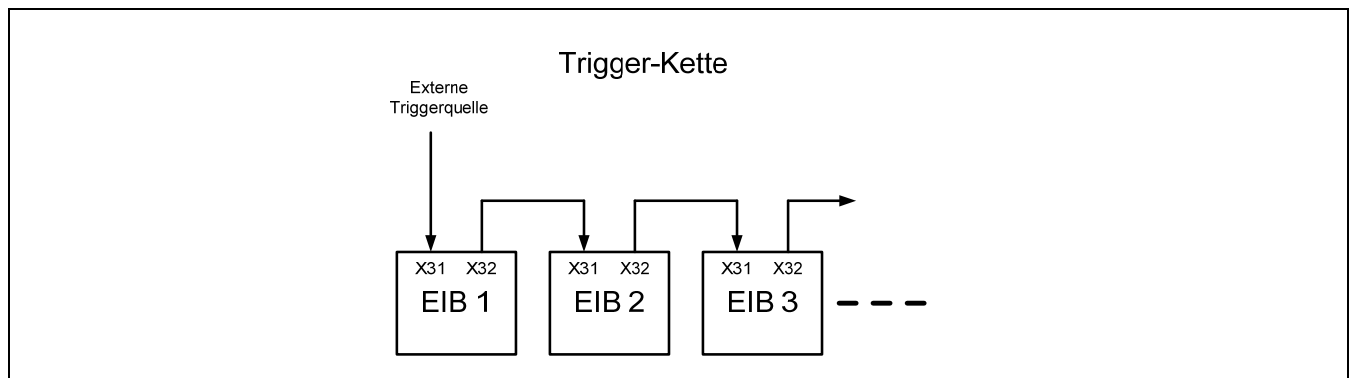 Trigger-Kette
Externe
Triggerquelle
X31 X32
EIB 1
X31 X32
EIB 2
X31 X32
EIB 3